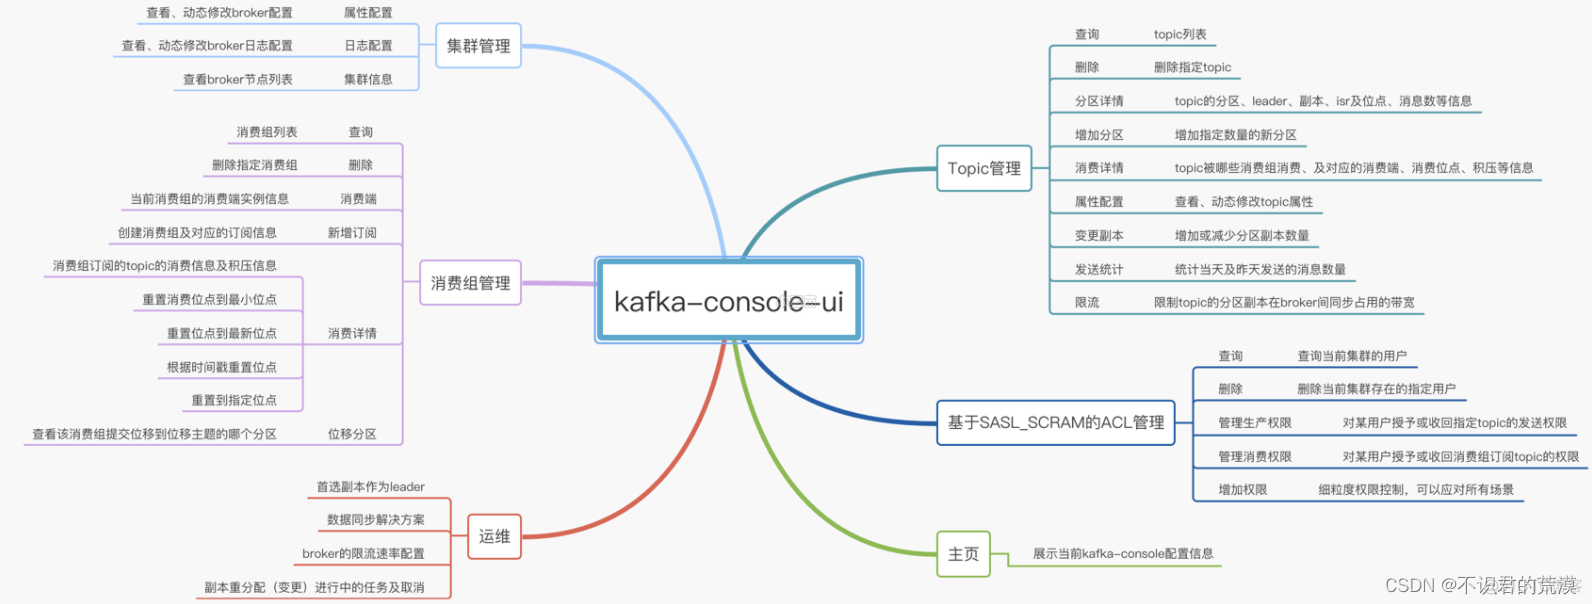 kafka-console-ui
集群管理
属性配置
查看、动态修改broker配置
日志配置
查看、动态修改broker日志配置
集群信息
查看broker节点列表
消费组管理
查询
消费组列表
删除
删除指定消费组
消费端
当前消费组的消费端实例信息
新增订阅
创建消费组及对应的订阅信息
消费详情
消费组订阅的topic的消费信息及积压信息
重置消费位点到最小位点
重置位点到最新位点
根据时间戳重置位点
重置到指定位点
位移分区
查看该消费组提交位移到位移主题的哪个分区
运维
首选副本作为leader
数据同步解决方案
broker的限流速率配置
副本重分配（变更）进行中的任务及取消
Topic管理
查询
topic列表
删除
删除指定topic
分区详情
topic的分区、leader、副本、isr及位点、消息数等信息
增加分区
增加指定数量的新分区
消费详情
topic被哪些消费组消费、及对应的消费端、消费位点、积压等信息
属性配置
查看、动态修改topic属性
变更副本
增加或减少分区副本数量
发送统计
统计当天及昨天发送的消息数量
限流
限制topic的分区副本在broker间同步占用的带宽
基于SASL_SCRAM的ACL管理
查询
查询当前集群的用户
删除
删除当前集群存在的指定用户
管理生产权限
对某用户授予或收回指定topic的发送权限
管理消费权限
对某用户授予或收回消费组订阅topic的权限
增加权限
细粒度权限控制，可以应对所有场景
主页
展示当前kafka-console配置信息
CSDN @不识君的荒漠